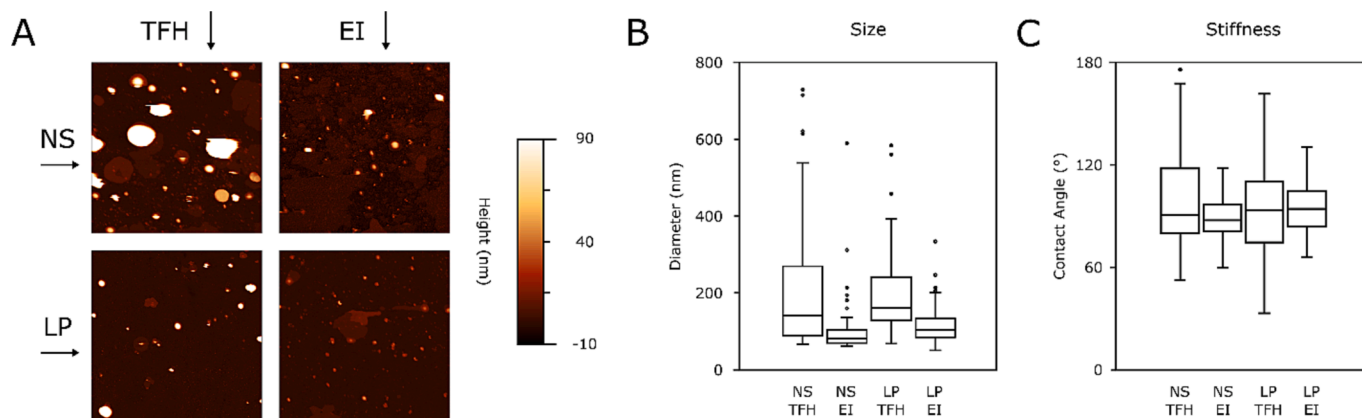 A
TFH
EI
NS
LP
90
40
-10
Height (nm)
B
Size
Diameter (nm)
800
600
400
200
0
NS NS LP LP
TFH EI TFH EI
C
Stiffness
Contact Angle (°)
180
120
60
0
NS NS LP LP
TFH EI TFH EI